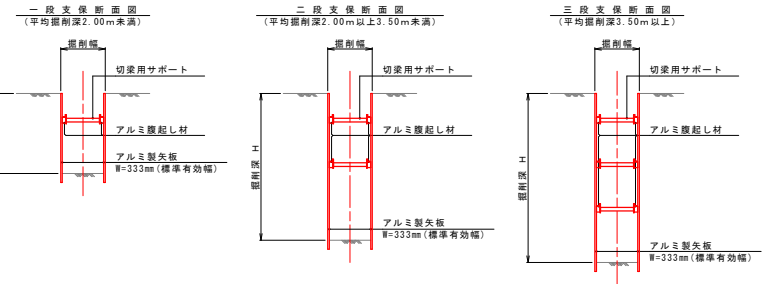 一段支保断面図
(平均掘削深2.00m未満)
掘削幅
切梁用サポート
アルミ腹起し材
アルミ製矢板
W=333mm(標準有効幅)
二段支保断面図
(平均掘削深2.00m以上3.50m未満)
掘削幅
切梁用サポート
アルミ腹起し材
掘削深 H
アルミ製矢板
W=333mm(標準有効幅)
三段支保断面図
(平均掘削深3.50m以上)
掘削幅
切梁用サポート
アルミ腹起し材
掘削深 H
アルミ製矢板
W=333mm(標準有効幅)